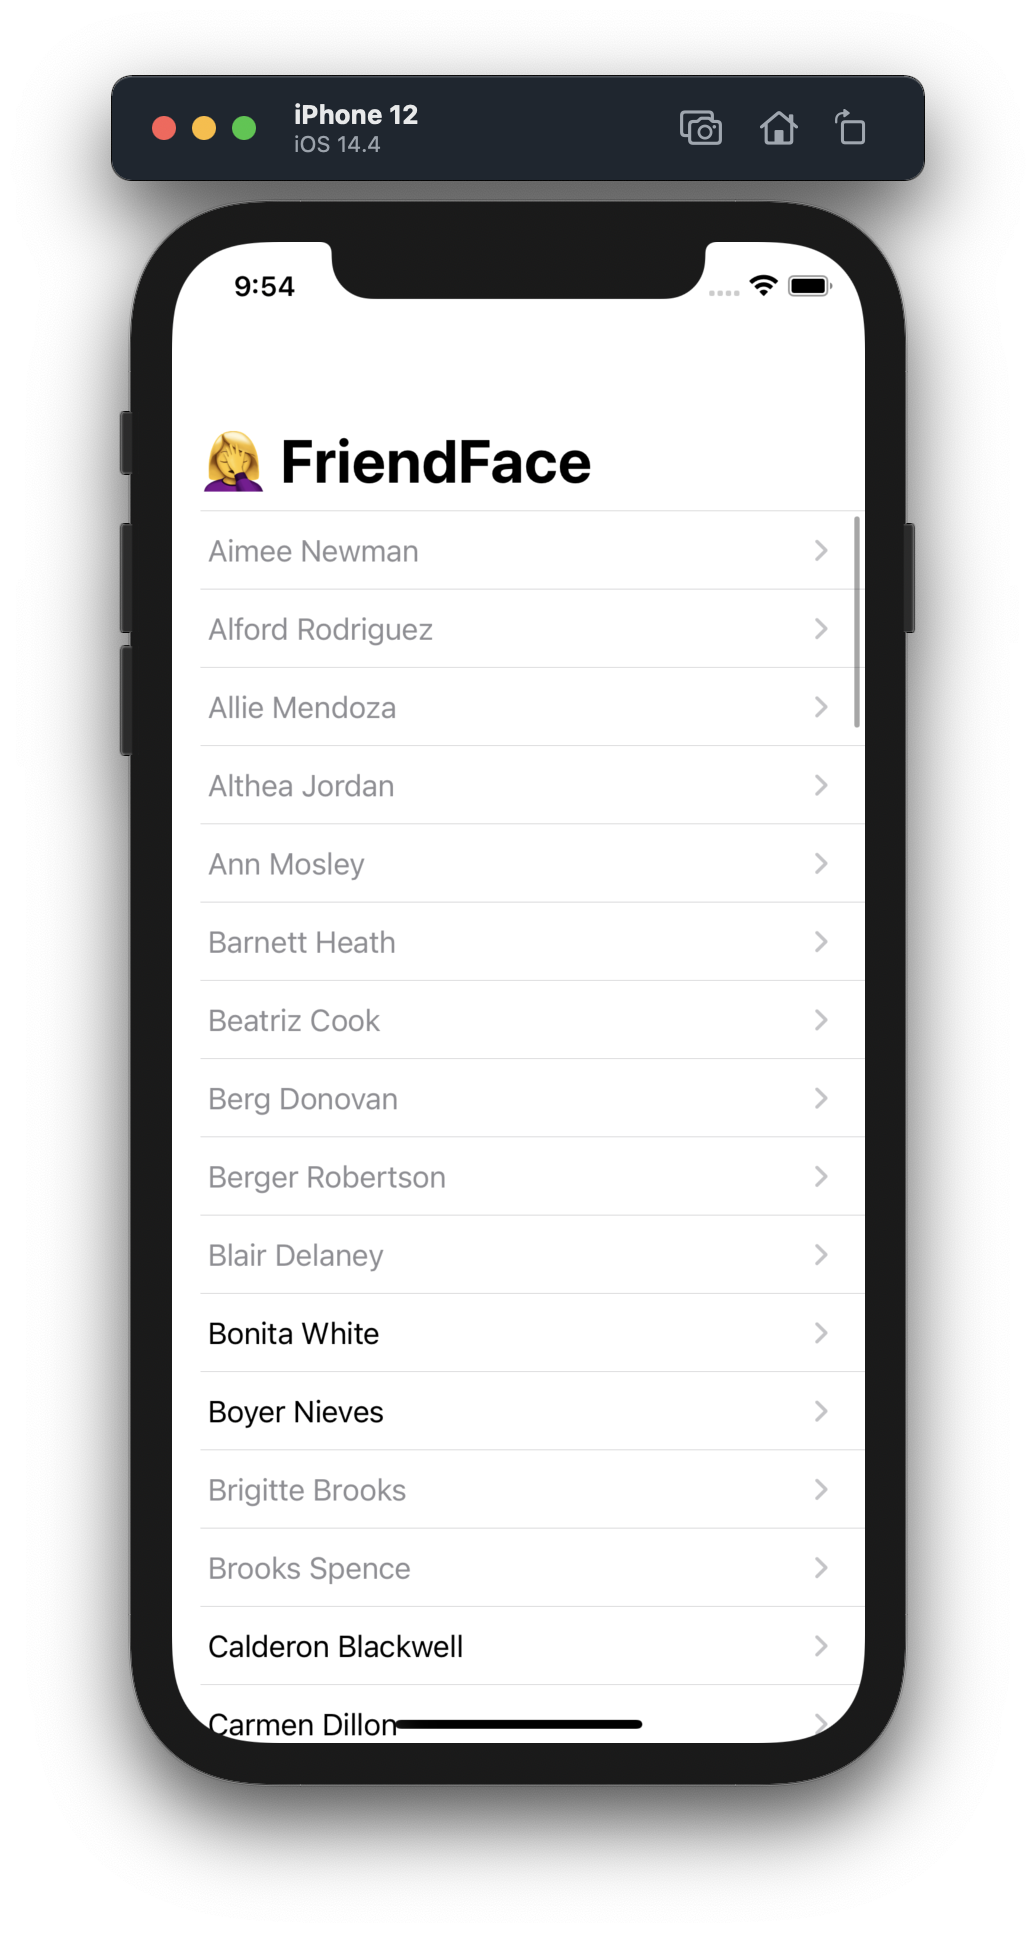 iPhone 12
iOS 14.4
9:54
🤦‍♀️ FriendFace
Aimee Newman
Alford Rodriguez
Allie Mendoza
Althea Jordan
Ann Mosley
Barnett Heath
Beatriz Cook
Berg Donovan
Berger Robertson
Blair Delaney
Bonita White
Boyer Nieves
Brigitte Brooks
Brooks Spence
Calderon Blackwell
Carmen Dillon